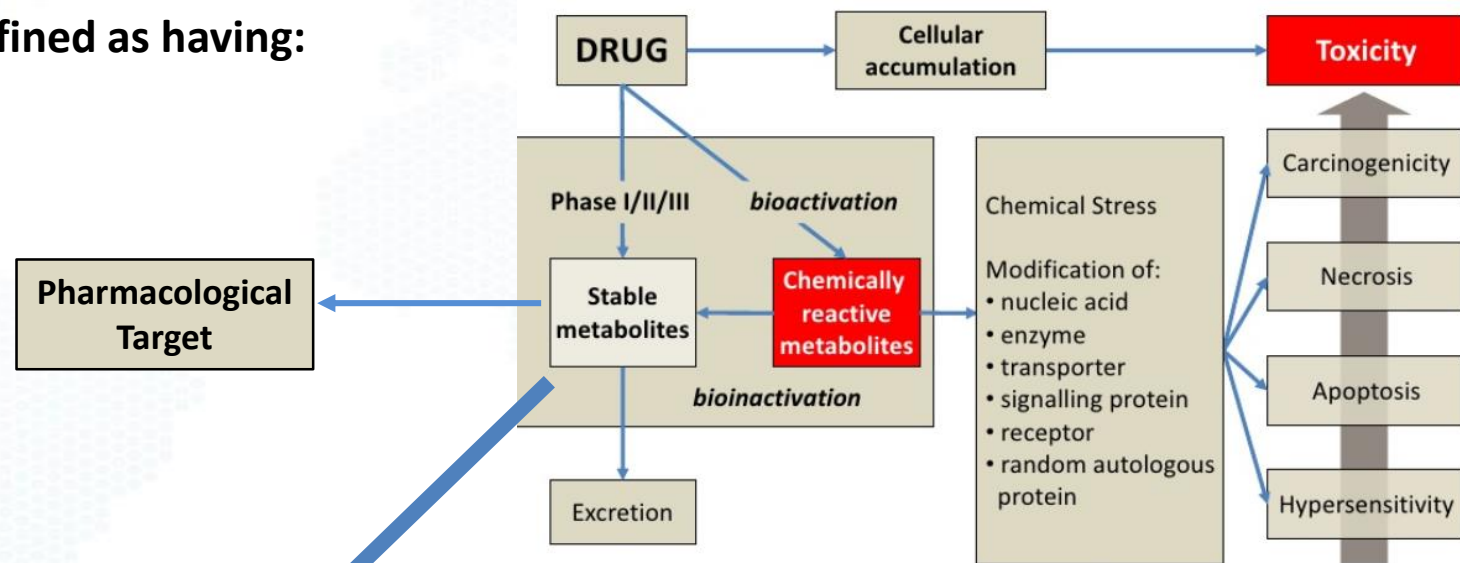 fined as having:
DRUG
Cellular
accumulation
Toxicity
Phase I/II/III
bioactivation
Pharmacological
Target
Stable
metabolites
Chemically
reactive
metabolites
bioinactivation
Excretion
Chemical Stress
Modification of:
• nucleic acid
• enzyme
• transporter
• signalling protein
• receptor
• random autologous
protein
Carcinogenicity
Necrosis
Apoptosis
Hypersensitivity